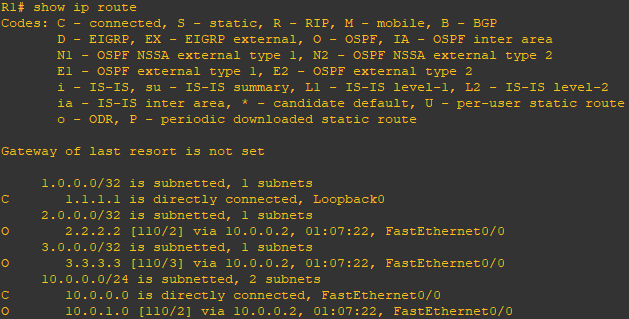 R1# show ip route
Codes: C - connected, S - static, R - RIP, M - mobile, B - BGP
       D - EIGRP, EX - EIGRP external, O - OSPF, IA - OSPF inter area
       N1 - OSPF NSSA external type 1, N2 - OSPF NSSA external type 2
       E1 - OSPF external type 1, E2 - OSPF external type 2
       i - IS-IS, su - IS-IS summary, L1 - IS-IS level-1, L2 - IS-IS level-2
       ia - IS-IS inter area, * - candidate default, U - per-user static route
       o - ODR, P - periodic downloaded static route
Gateway of last resort is not set
     1.0.0.0/32 is subnetted, 1 subnets
C       1.1.1.1 is directly connected, Loopback0
     2.0.0.0/32 is subnetted, 1 subnets
O       2.2.2.2 [110/2] via 10.0.0.2, 01:07:22, FastEthernet0/0
     3.0.0.0/32 is subnetted, 1 subnets
O       3.3.3.3 [110/3] via 10.0.0.2, 01:07:22, FastEthernet0/0
     10.0.0.0/24 is subnetted, 2 subnets
C       10.0.0.0 is directly connected, FastEthernet0/0
O       10.0.1.0 [110/2] via 10.0.0.2, 01:07:22, FastEthernet0/0